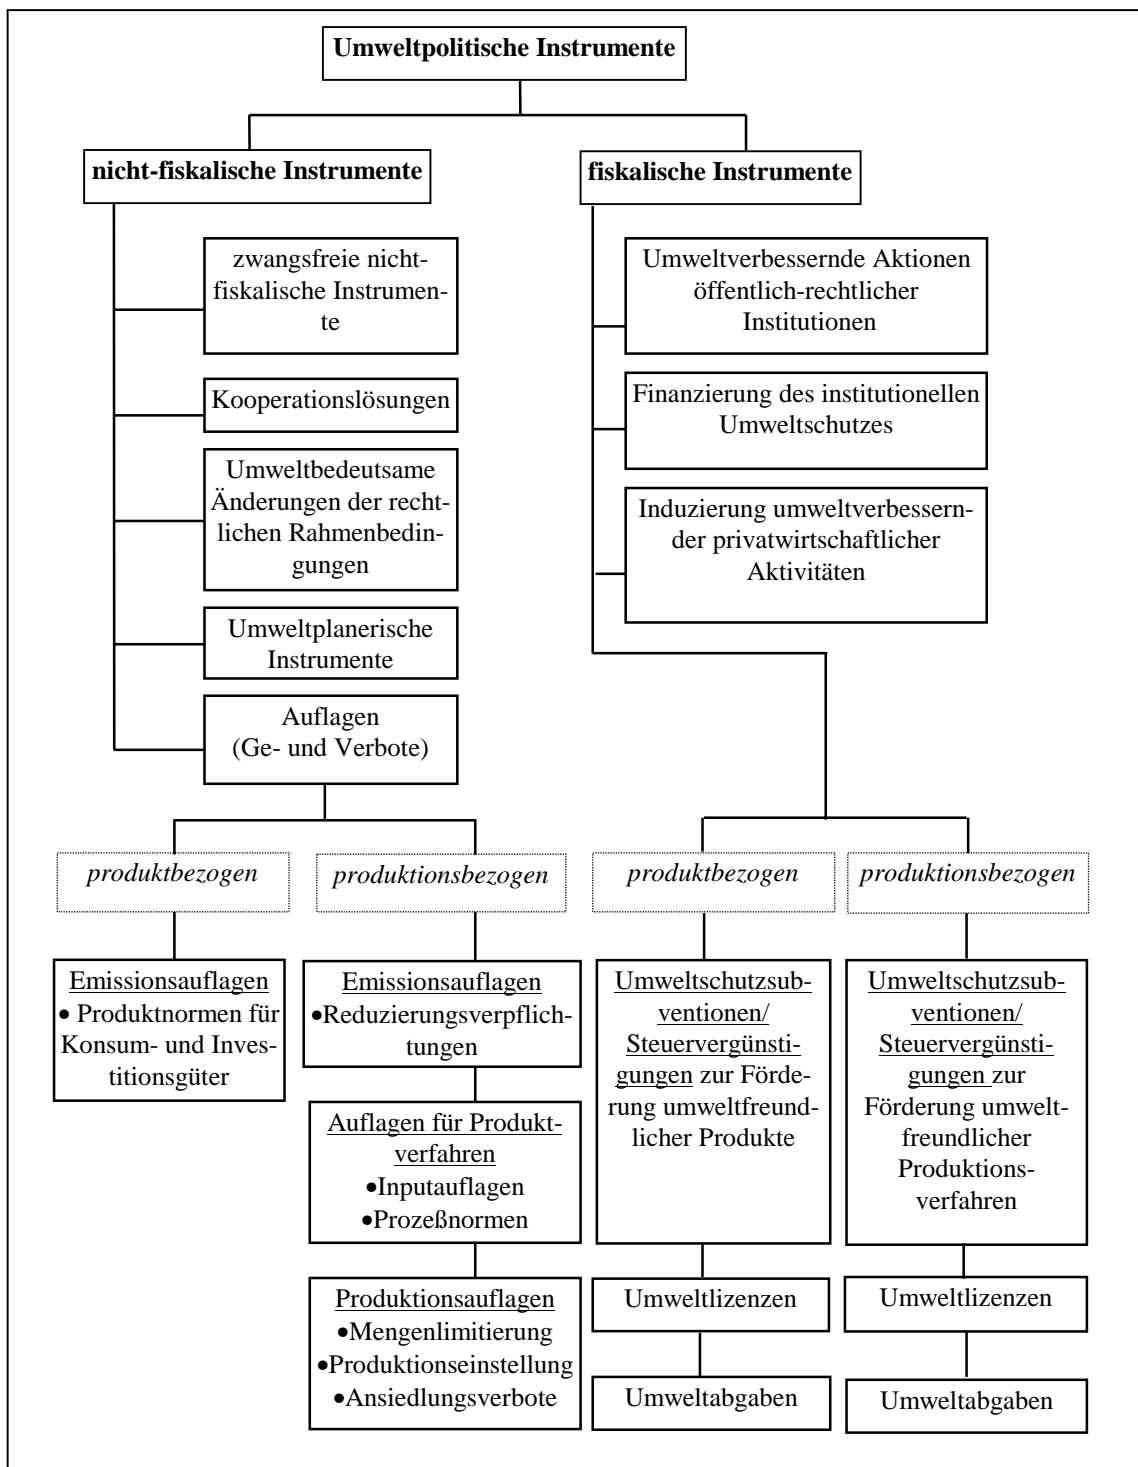 Umweltpolitische Instrumente
nicht-fiskalische Instrumente
fiskalische Instrumente
zwangsfreie nicht-
fiskalische Instrumen-
te
Kooperationslösungen
Umweltbedeutsame
Änderungen der recht-
lichen Rahmenbedin-
gungen
Umweltplanerische
Instrumente
Auflagen
(Ge- und Verbote)
Umweltverbessernde Aktionen
öffentlich-rechtlicher
Institutionen
Finanzierung des institutionellen
Umweltschutzes
Induzierung umweltverbessern-
der privatwirtschaftlicher
Aktivitäten
produktbezogen
produktionsbezogen
produktbezogen
produktionsbezogen
Emissionsauflagen
• Produktnormen für
Konsum- und Inves-
titionsgüter
Emissionsauflagen
•Reduzierungsverpflich-
tungen
Auflagen für Produkt-
verfahren
•Inputauflagen
•Prozeßnormen
Produktionsauflagen
•Mengenlimitierung
•Produktionseinstellung
•Ansiedlungsverbote
Umweltschutzsub-
ventionen/
Steuervergünsti-
gungen zur Förde-
rung umweltfreund-
licher Produkte
Umweltlizenzen
Umweltabgaben
Umweltschutzsub-
ventionen/
Steuervergünsti-
gungen zur
Förderung umwelt-
freundlicher
Produktions-
verfahren
Umweltlizenzen
Umweltabgaben